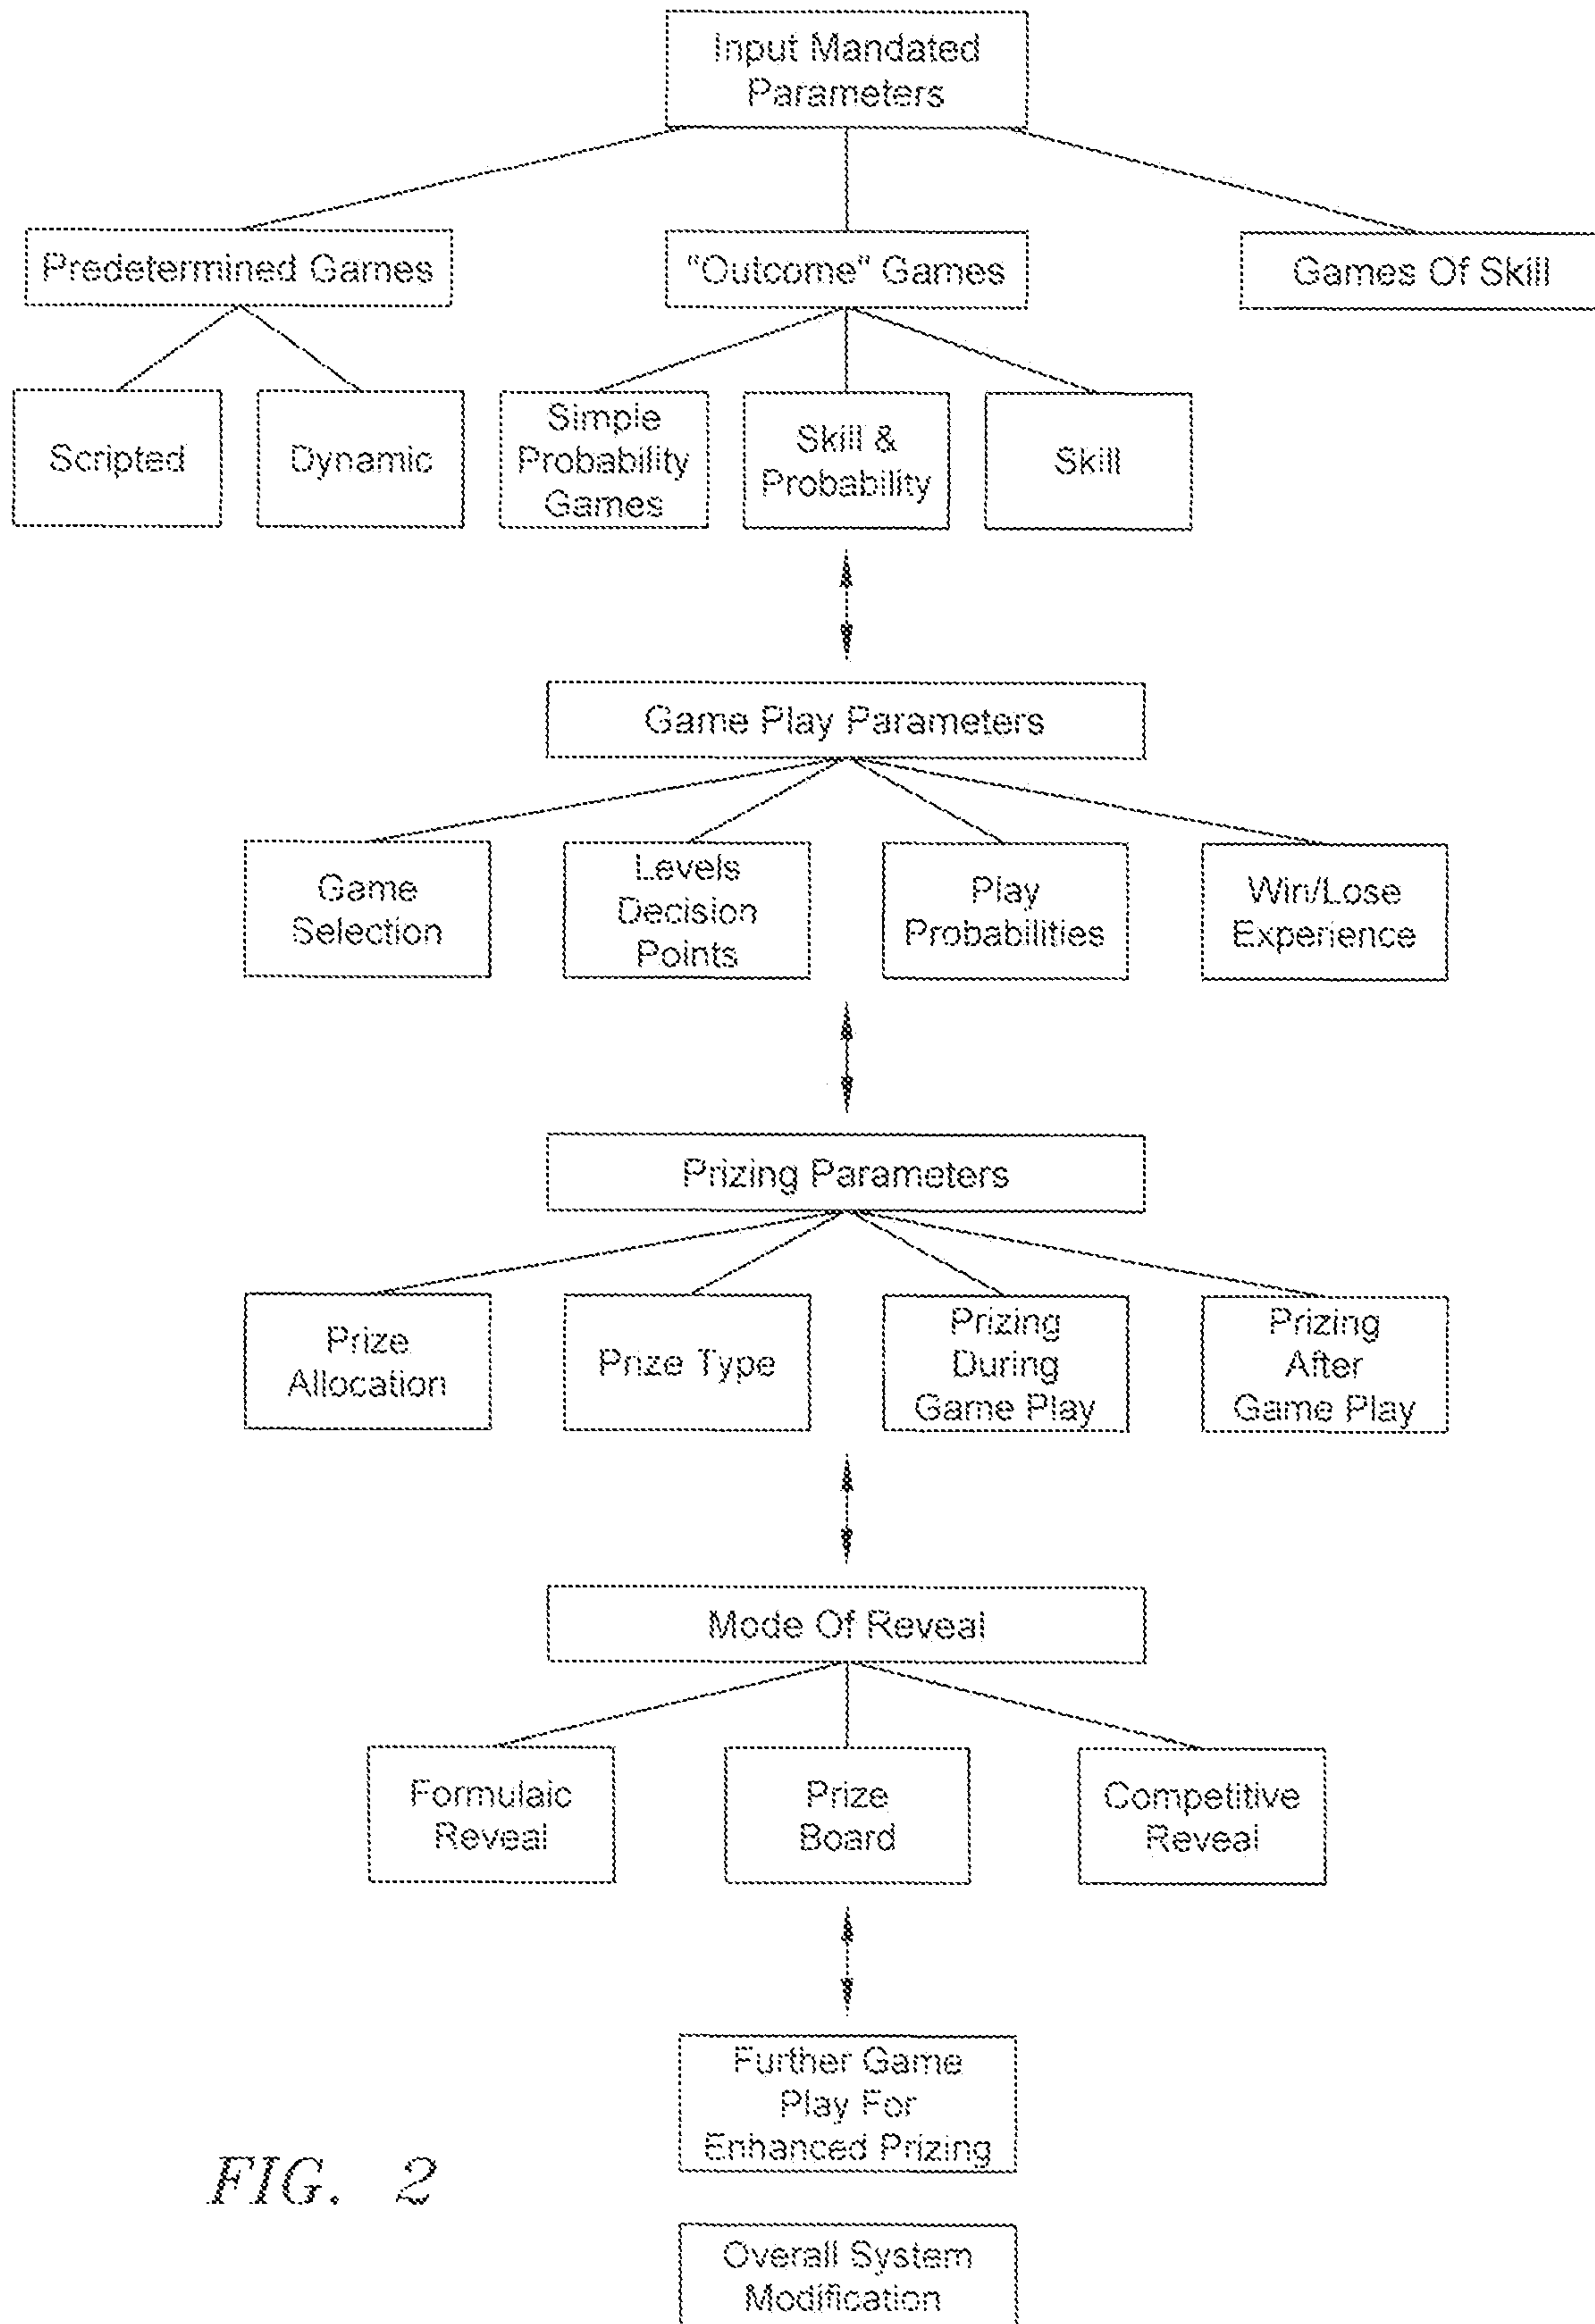 Input Mandated
Parameters
Predetermined Games
"Outcome" Games
Games Of Skill
Scripted
Dynamic
Simple
Probability
Games
Skill &
Probability
Skill
Game Play Parameters
Game
Selection
Levels
Decision
Points
Play
Probabilities
Win/Lose
Experience
Prizing Parameters
Prize
Allocation
Prize Type
Prizing
During
Game Play
Prizing
After
Game Play
Mode Of Reveal
Formulaic
Reveal
Prize
Board
Competitive
Reveal
Further Game
Play For
Enhanced Prizing
FIG. 2
Overall System
Modification